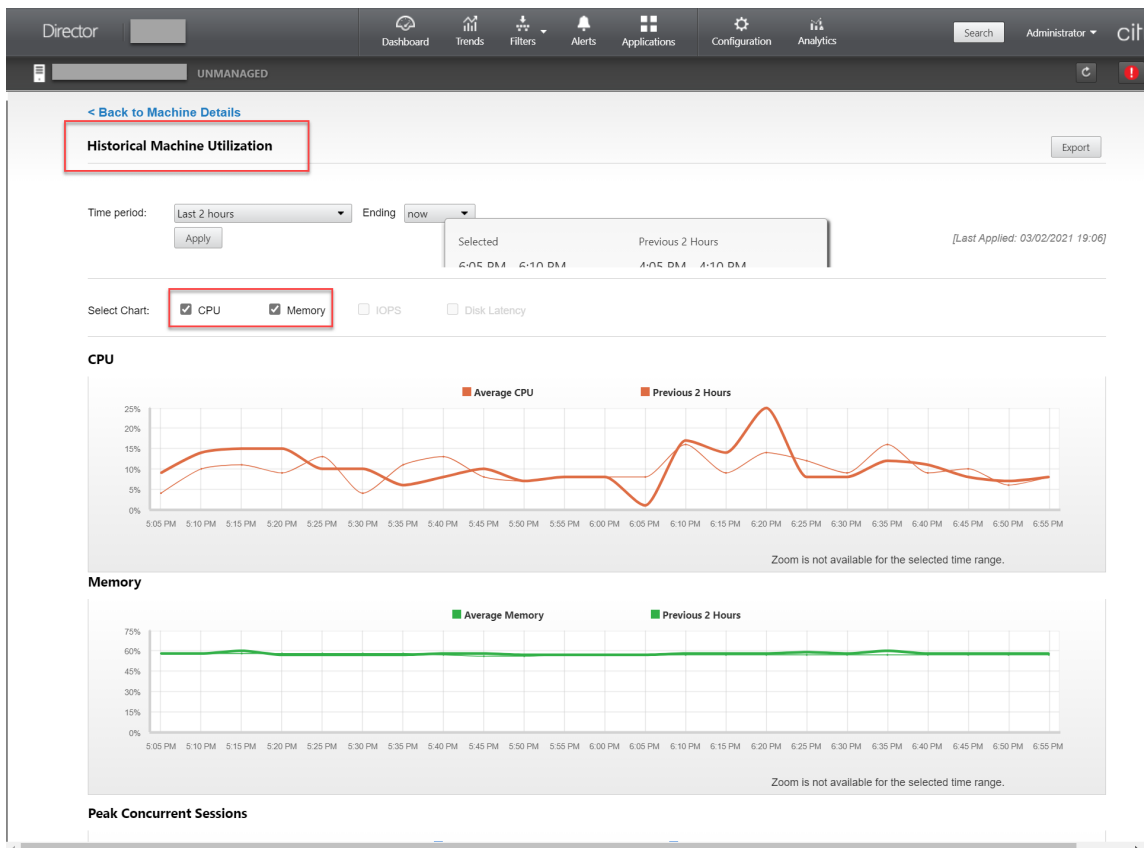 Director
Dashboard Trends Filters Alerts Applications Configuration Analytics
Search Administrator
UNMANAGED
< Back to Machine Details
Historical Machine Utilization
Export
Time period: Last 2 hours Ending now
Apply
Selected Previous 2 Hours
[Last Applied: 03/02/2021 19:06]
6:05 PM 6:10 PM 4:05 PM 4:10 PM
Select Chart: CPU Memory IOPS Disk Latency
CPU
Average CPU Previous 2 Hours
25%
20%
15%
10%
5%
0%
5:05 PM 5:10 PM 5:15 PM 5:20 PM 5:25 PM 5:30 PM 5:35 PM 5:40 PM 5:45 PM 5:50 PM 5:55 PM 6:00 PM 6:05 PM 6:10 PM 6:15 PM 6:20 PM 6:25 PM 6:30 PM 6:35 PM 6:40 PM 6:45 PM 6:50 PM 6:55 PM
Zoom is not available for the selected time range.
Memory
Average Memory Previous 2 Hours
75%
60%
45%
30%
15%
0%
5:05 PM 5:10 PM 5:15 PM 5:20 PM 5:25 PM 5:30 PM 5:35 PM 5:40 PM 5:45 PM 5:50 PM 5:55 PM 6:00 PM 6:05 PM 6:10 PM 6:15 PM 6:20 PM 6:25 PM 6:30 PM 6:35 PM 6:40 PM 6:45 PM 6:50 PM 6:55 PM
Zoom is not available for the selected time range.
Peak Concurrent Sessions